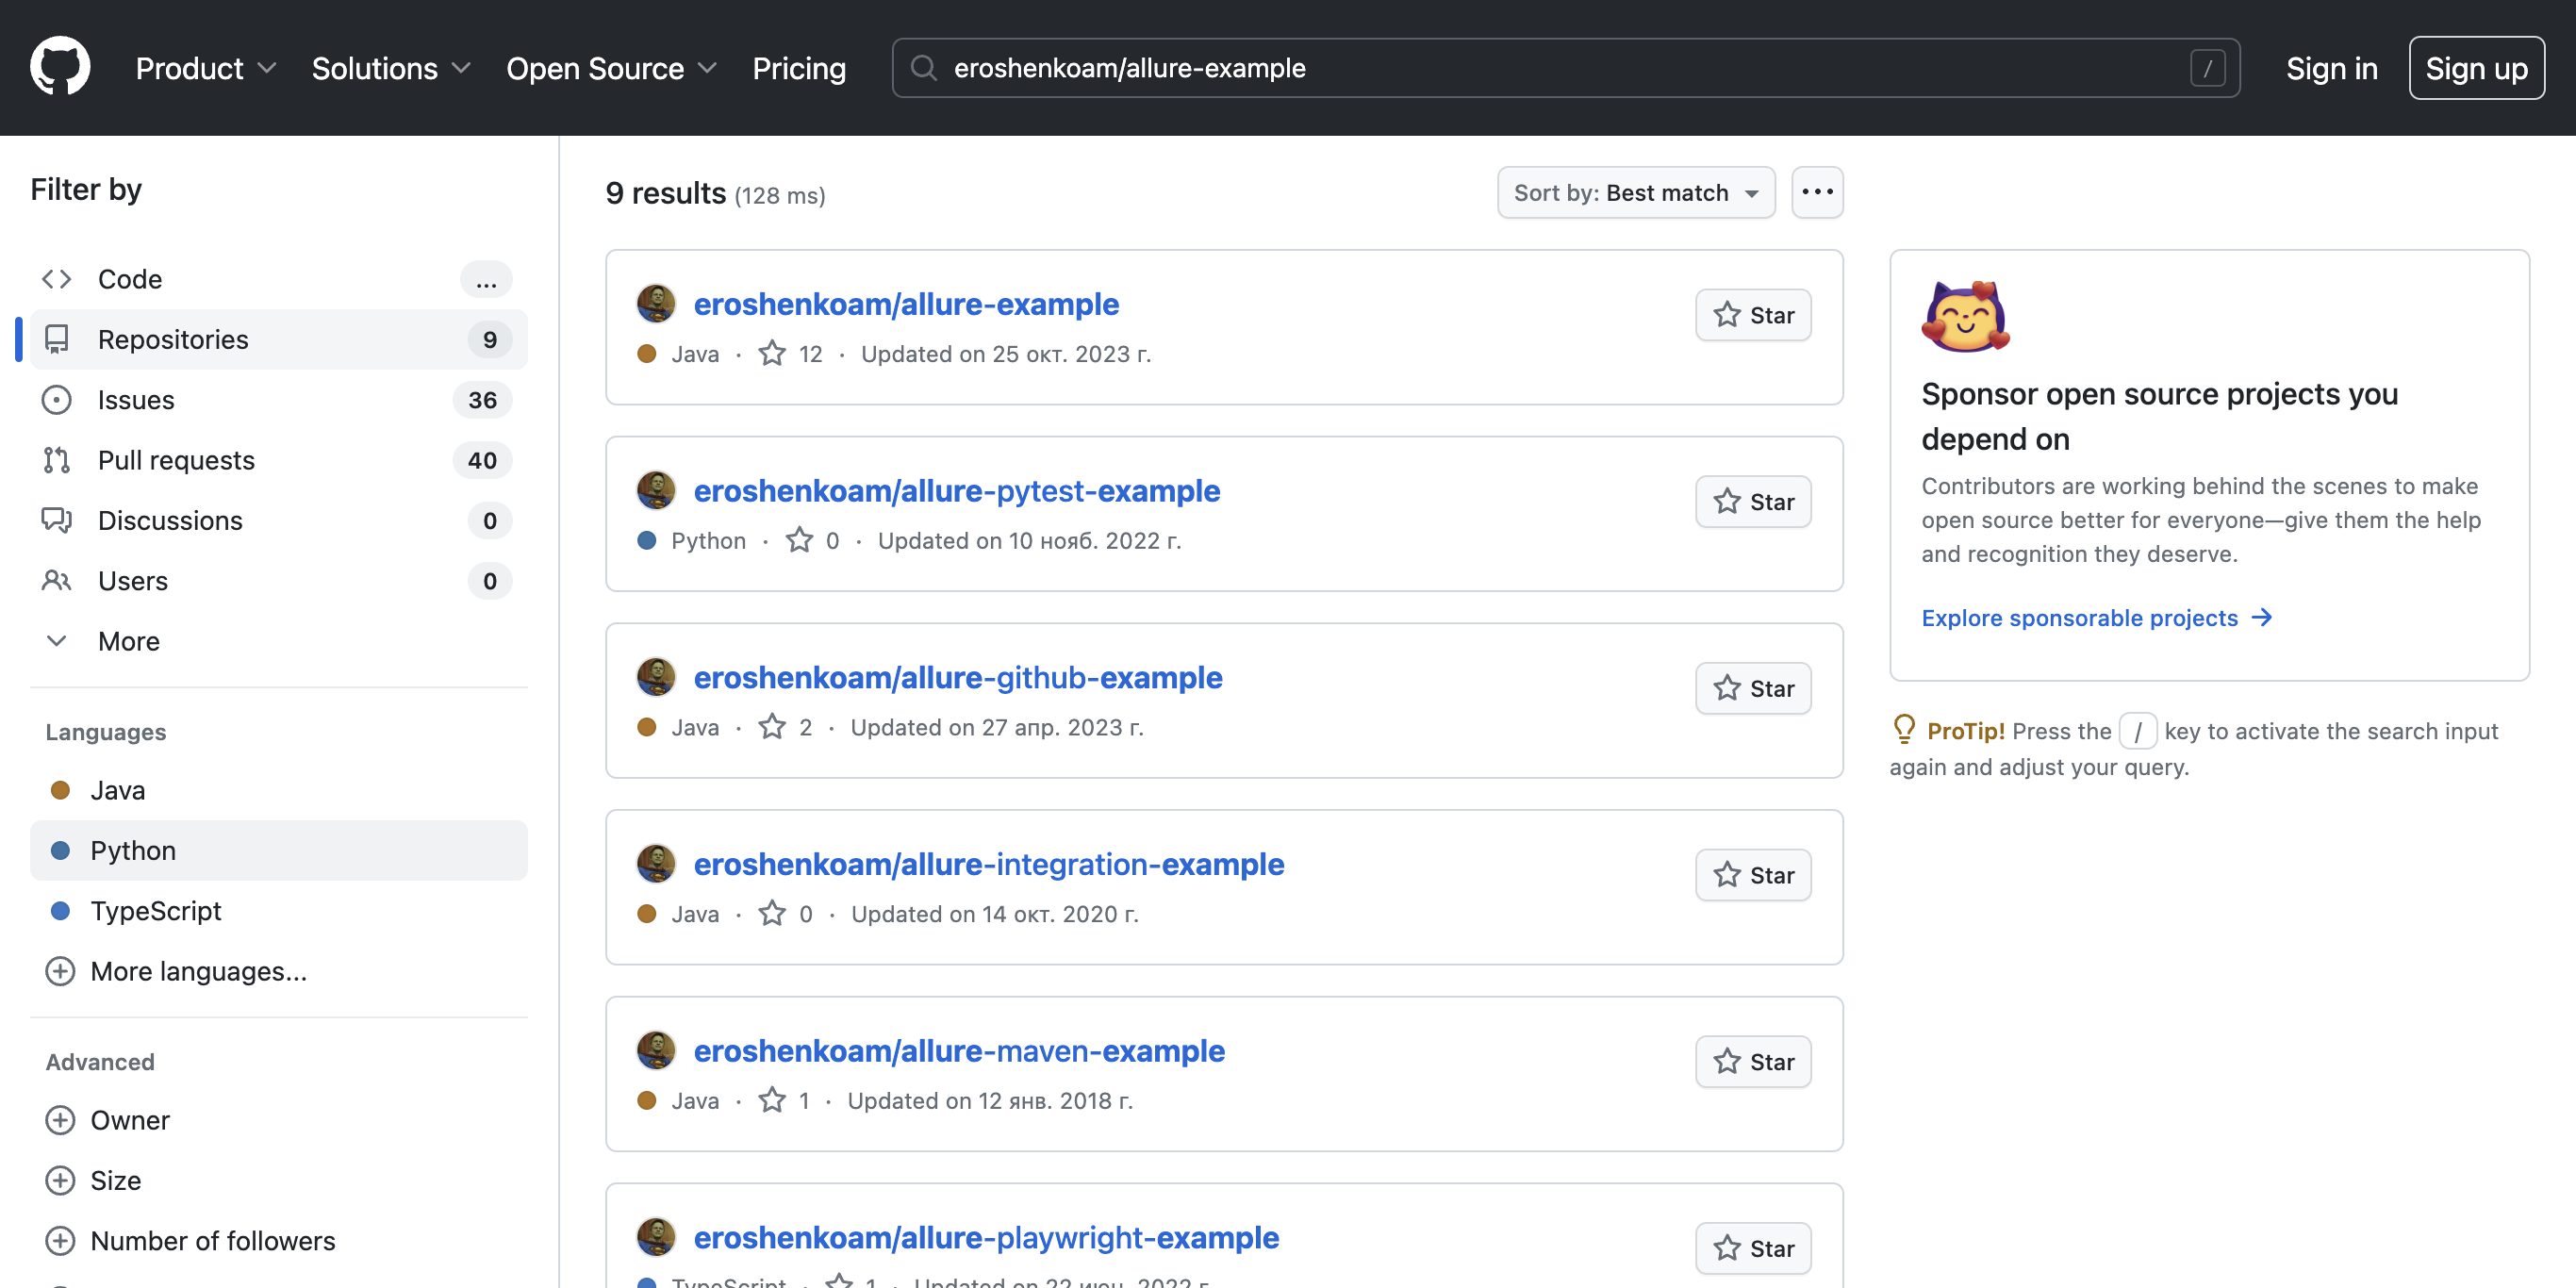 Product Solutions Open Source Pricing eroshenkoam/allure-example / Sign in Sign up
Filter by
Code ...
Repositories 9
Issues 36
Pull requests 40
Discussions 0
Users 0
More
Languages
Java
Python
TypeScript
More languages...
Advanced
Owner
Size
Number of followers
9 results (128 ms)
Sort by: Best match
eroshenkoam/allure-example
Star
Java · 12 · Updated on 25 окт. 2023 г.
eroshenkoam/allure-pytest-example
Star
Python · 0 · Updated on 10 нояб. 2022 г.
eroshenkoam/allure-github-example
Star
Java · 2 · Updated on 27 апр. 2023 г.
eroshenkoam/allure-integration-example
Star
Java · 0 · Updated on 14 окт. 2020 г.
eroshenkoam/allure-maven-example
Star
Java · 1 · Updated on 12 янв. 2018 г.
eroshenkoam/allure-playwright-example
Star
TypeScript · 1 · Updated on 22 2022 г.
Sponsor open source projects you
depend on
Contributors are working behind the scenes to make
open source better for everyone—give them the help
and recognition they deserve.
Explore sponsorable projects →
ProTip! Press the / key to activate the search input
again and adjust your query.